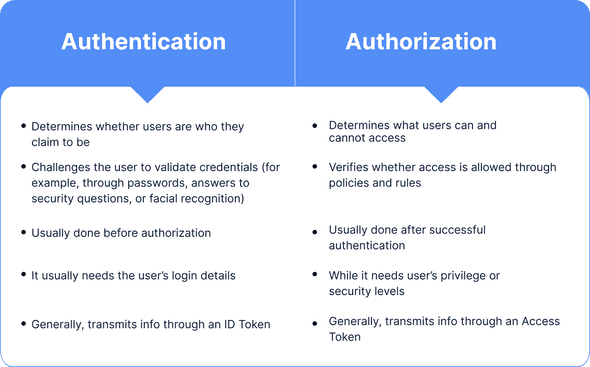 Authentication
Authorization
• Determines whether users are who they
claim to be
• Challenges the user to validate credentials (for
example, through passwords, answers to
security questions, or facial recognition)
• Usually done before authorization
• It usually needs the user’s login details
• Generally, transmits info through an ID Token
• Determines what users can and
cannot access
• Verifies whether access is allowed through
policies and rules
• Usually done after successful
authentication
• While it needs user’s privilege or
security levels
• Generally, transmits info through an Access
Token